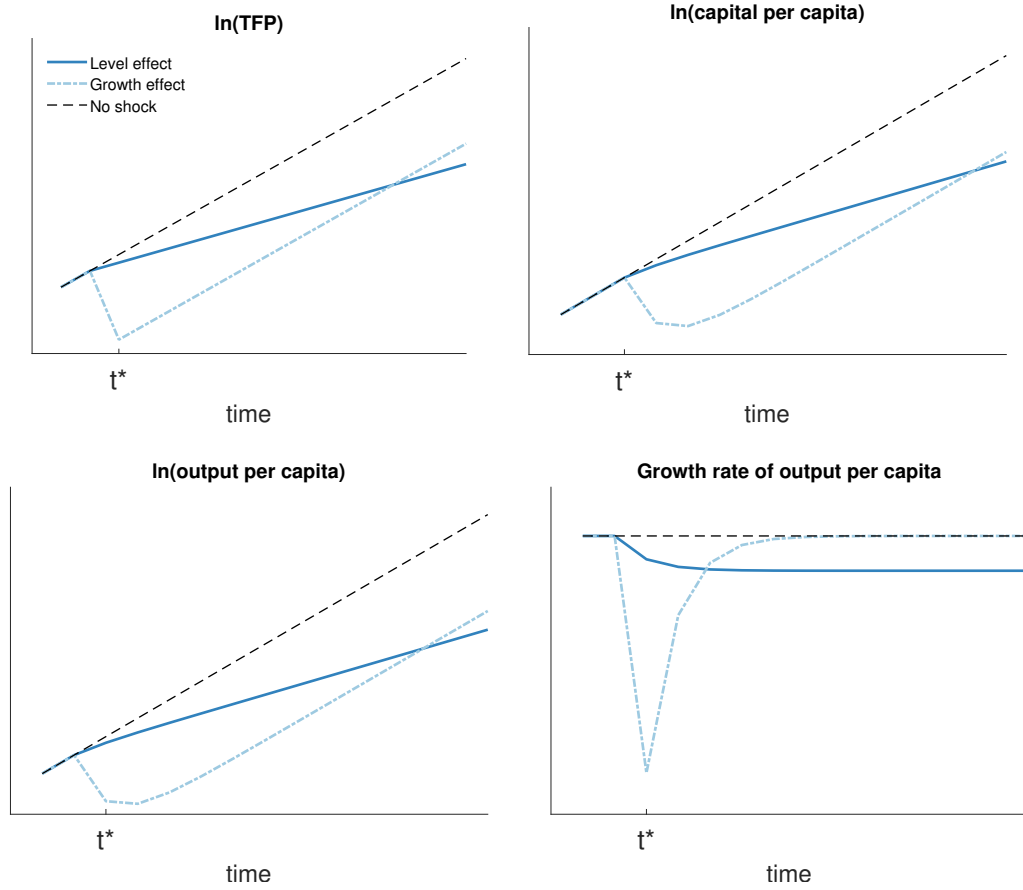 ln(TFP)
Level effect
Growth effect
No shock
t*
time
ln(capital per capita)
t*
time
ln(output per capita)
t*
time
Growth rate of output per capita
t*
time